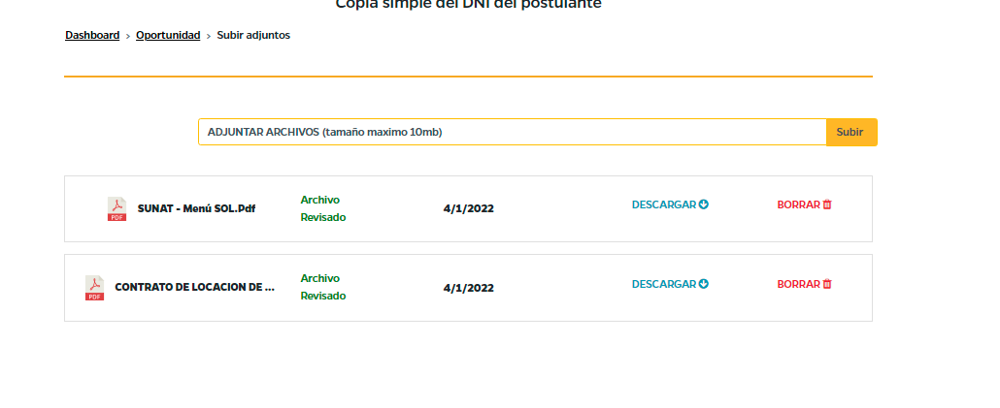 Copia simple del DNI del postulante
Dashboard > Oportunidad > Subir adjuntos
ADJUNTAR ARCHIVOS (tamaño maximo 10mb) Subir
PDF SUNAT - Menú SOL.Pdf Archivo Revisado 4/1/2022 DESCARGAR BORRAR
PDF CONTRATO DE LOCACION DE ... Archivo Revisado 4/1/2022 DESCARGAR BORRAR